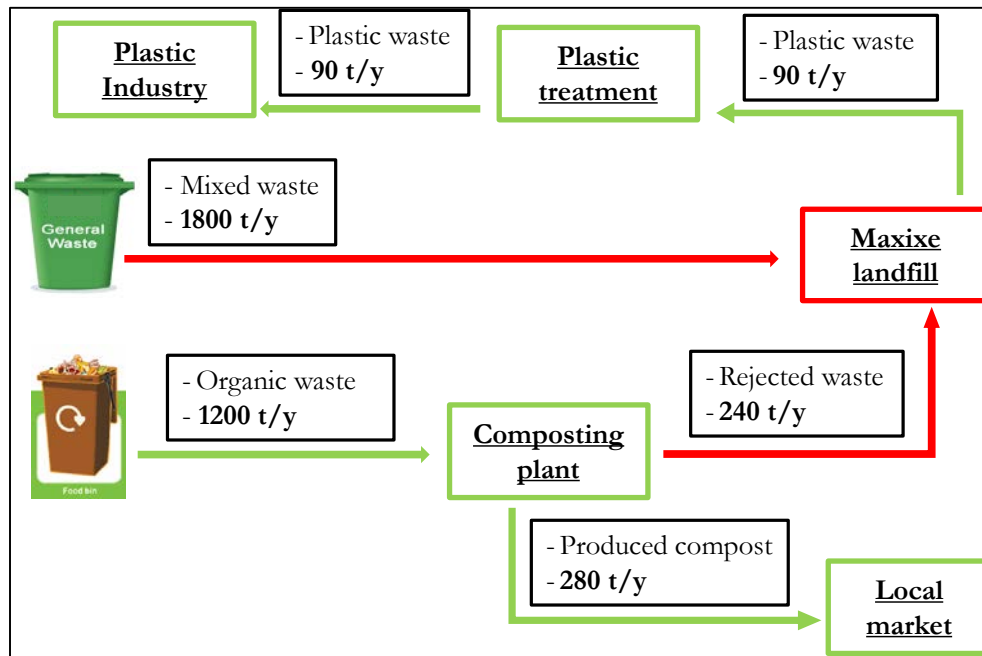 Plastic
Industry
- Plastic waste
- 90 t/y
Plastic
treatment
- Plastic waste
- 90 t/y
General
Waste
- Mixed waste
- 1800 t/y
Maxixe
landfill
Food bin
- Organic waste
- 1200 t/y
Composting
plant
- Rejected waste
- 240 t/y
- Produced compost
- 280 t/y
Local
market